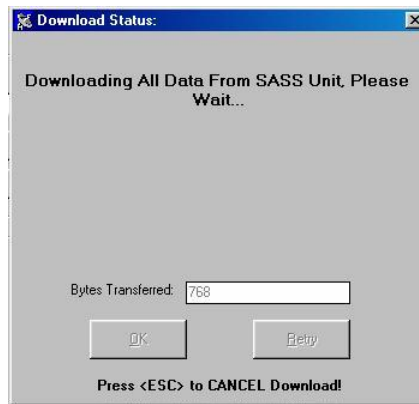 Download Status:
Downloading All Data From SASS Unit, Please
Wait...
Bytes Transferred: 768
OK Retry
Press <ESC> to CANCEL Download!